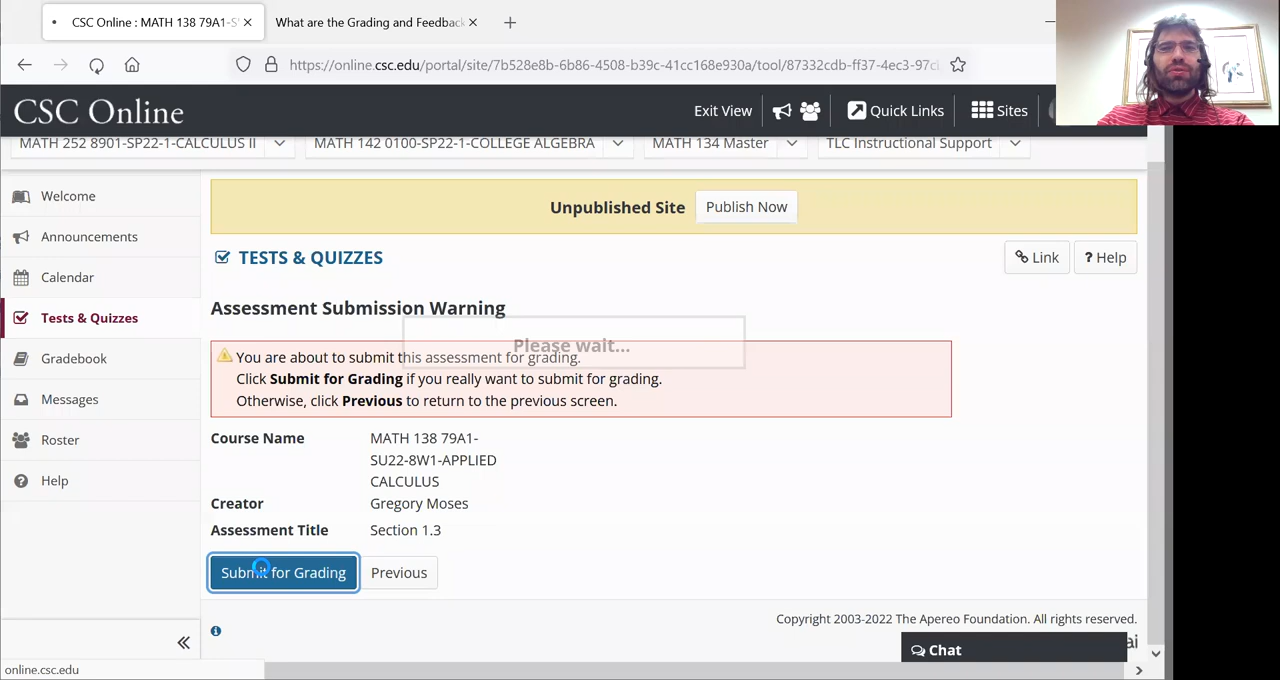 CSC Online : MATH 138 79A1-S
What are the Grading and Feedback
https://online.csc.edu/portal/site/7b528e8b-6b86-4508-b39c-41cc168e930a/tool/87332cdb-ff37-4ec3-97c
CSC Online
Exit View
Quick Links
Sites
MATH 252 8901-SP22-1-CALCULUS II
MATH 142 0100-SP22-1-COLLEGE ALGEBRA
MATH 134 Master
TLC Instructional Support
Welcome
Announcements
Calendar
Tests & Quizzes
Gradebook
Messages
Roster
Help
Unpublished Site
Publish Now
TESTS & QUIZZES
Link
? Help
Assessment Submission Warning
Please wait...
You are about to submit this assessment for grading.
Click Submit for Grading if you really want to submit for grading.
Otherwise, click Previous to return to the previous screen.
Course Name
MATH 138 79A1-
SU22-8W1-APPLIED
CALCULUS
Creator
Gregory Moses
Assessment Title
Section 1.3
Submit for Grading
Previous
Copyright 2003-2022 The Apereo Foundation. All rights reserved.
Chat
online.csc.edu